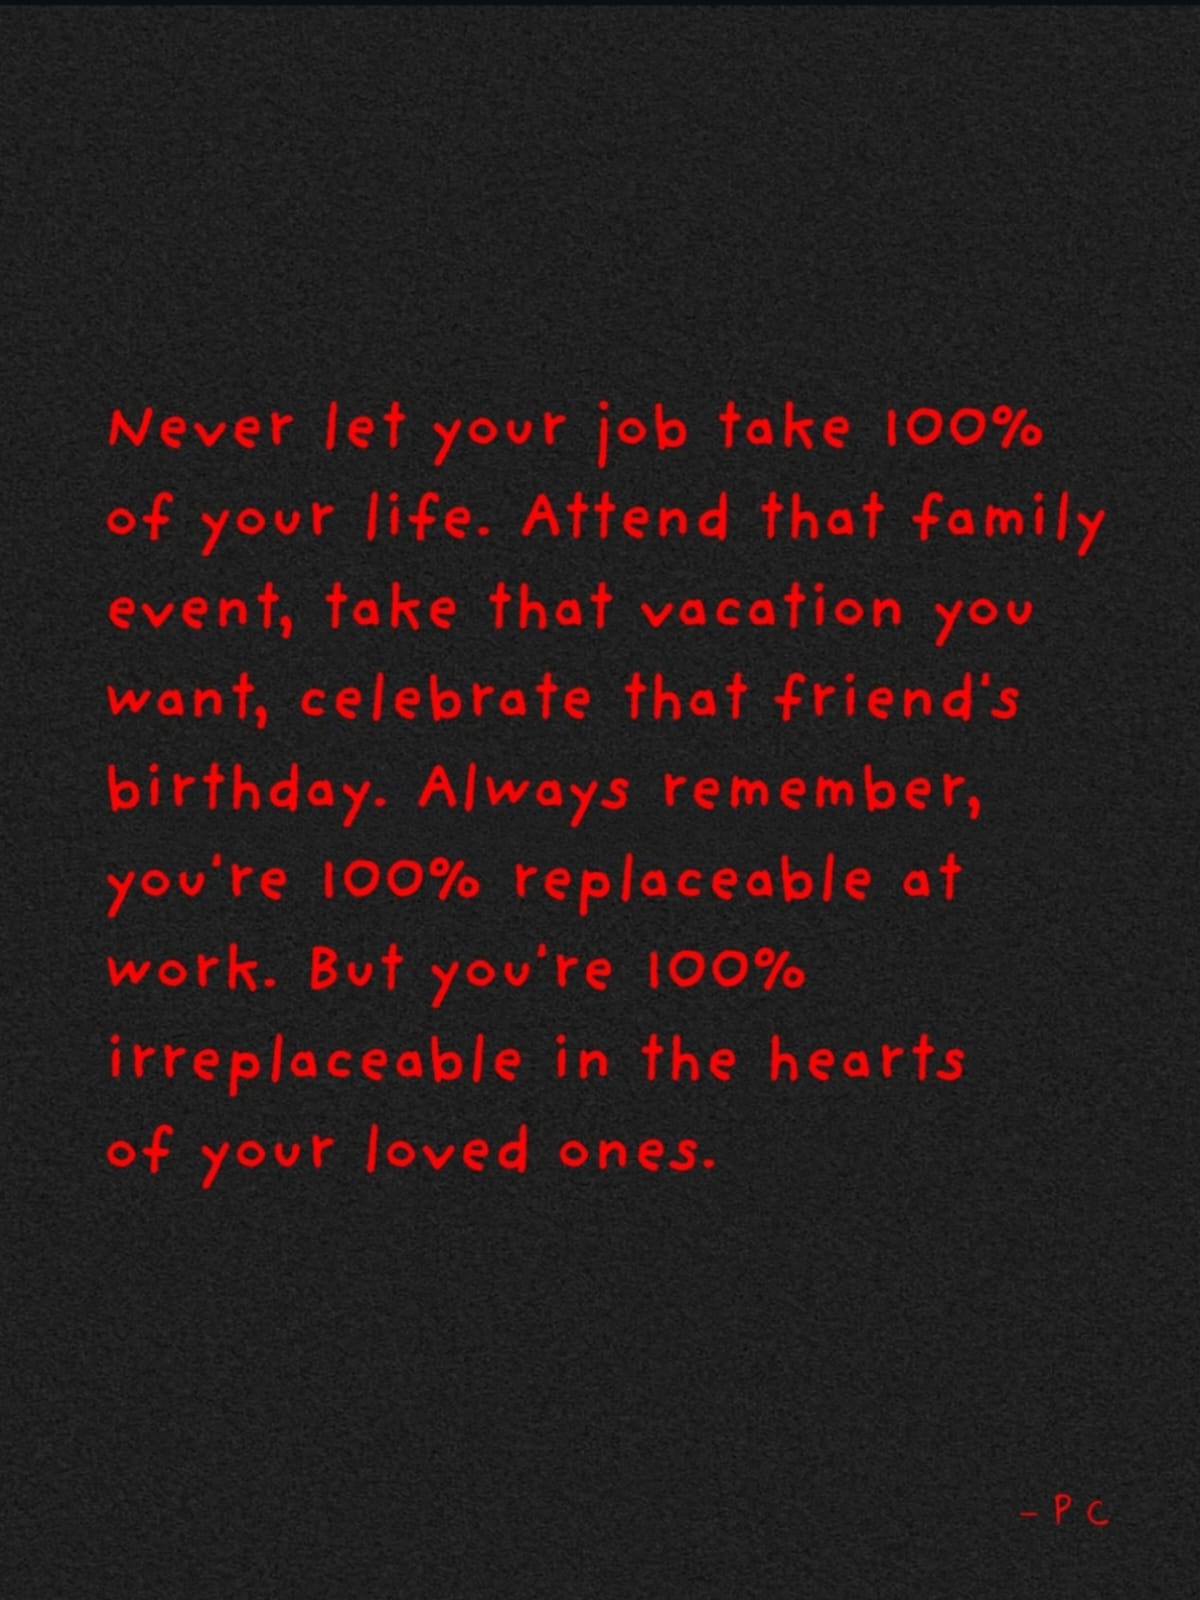 Never let your job take 100%
of your life. Attend that family
event, take that vacation you
want, celebrate that friend's
birthday. Always remember,
you're 100% replaceable at
work. But you're 100%
irreplaceable in the hearts
of your loved ones.
- P C